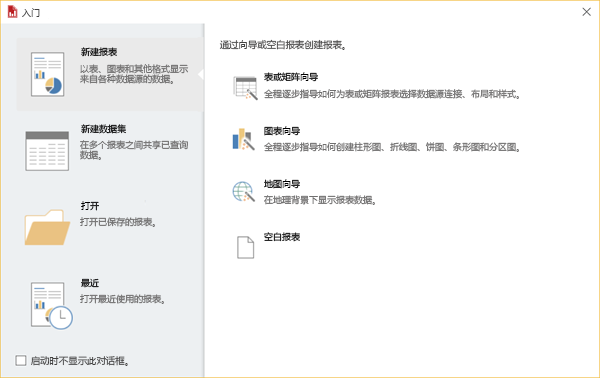 入门
新建报表
以表、图表和其他格式显示
来自各种数据源的数据。
新建数据集
在多个报表之间共享已查询
数据。
打开
打开已保存的报表。
最近
打开最近使用的报表。
启动时不显示此对话框。
通过向导或空白报表创建报表。
表或矩阵向导
全程逐步指导如何为表或矩阵报表选择数据源连接、布局和样式。
图表向导
全程逐步指导如何创建柱形图、折线图、饼图、条形图和分区图。
地图向导
在地理背景下显示报表数据。
空白报表